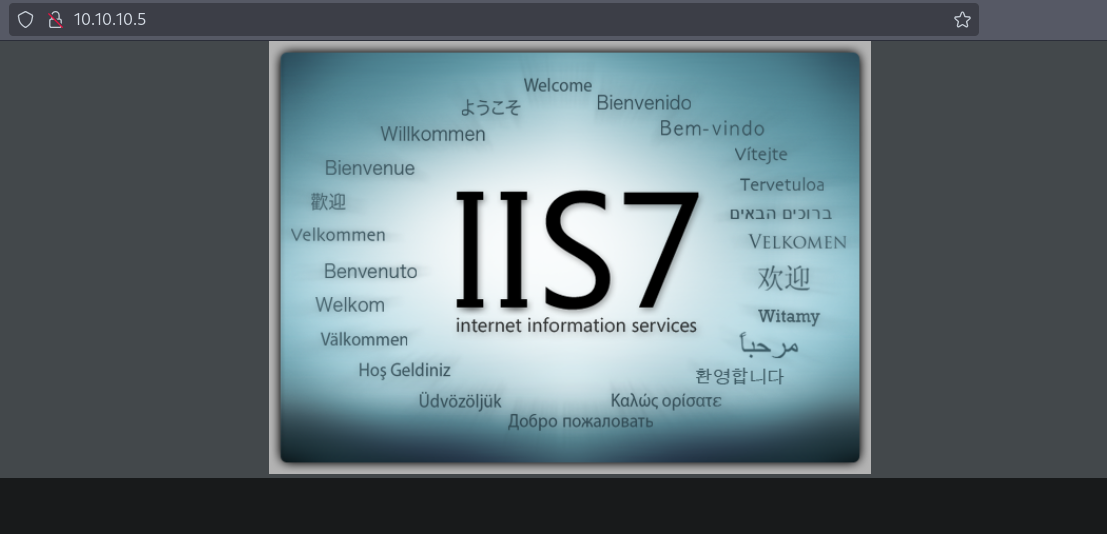 10.10.10.5
Welcome
ようこそ
Bienvenido
Willkommen
Bem-vindo
Vítejte
Bienvenue
Tervetuloa
歡迎
ברוכים הבאים
Velkommen
VELKOMEN
IIS7
internet information services
Benvenuto
欢迎
Welkom
Witamy
Välkommen
مرحباً
Hoş Geldiniz
환영합니다
Üdvözöljük
Καλώς ορίσατε
Добро пожаловать